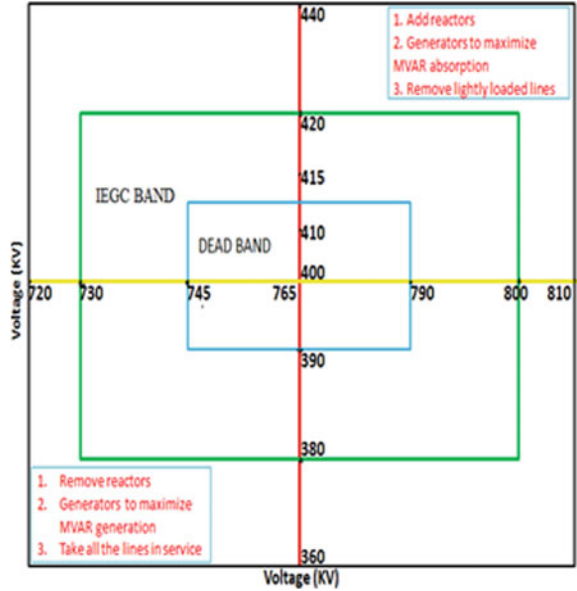 440
1. Add reactors
2. Generators to maximize
MVAR absorption
3. Remove lightly loaded lines
420
IEGC BAND
415
DEAD BAND
410
400
720 730 745 765 790 800 810
Voltage (KV)
390
380
1. Remove reactors
2. Generators to maximize
MVAR generation
3. Take all the lines in service
360
Voltage (KV)